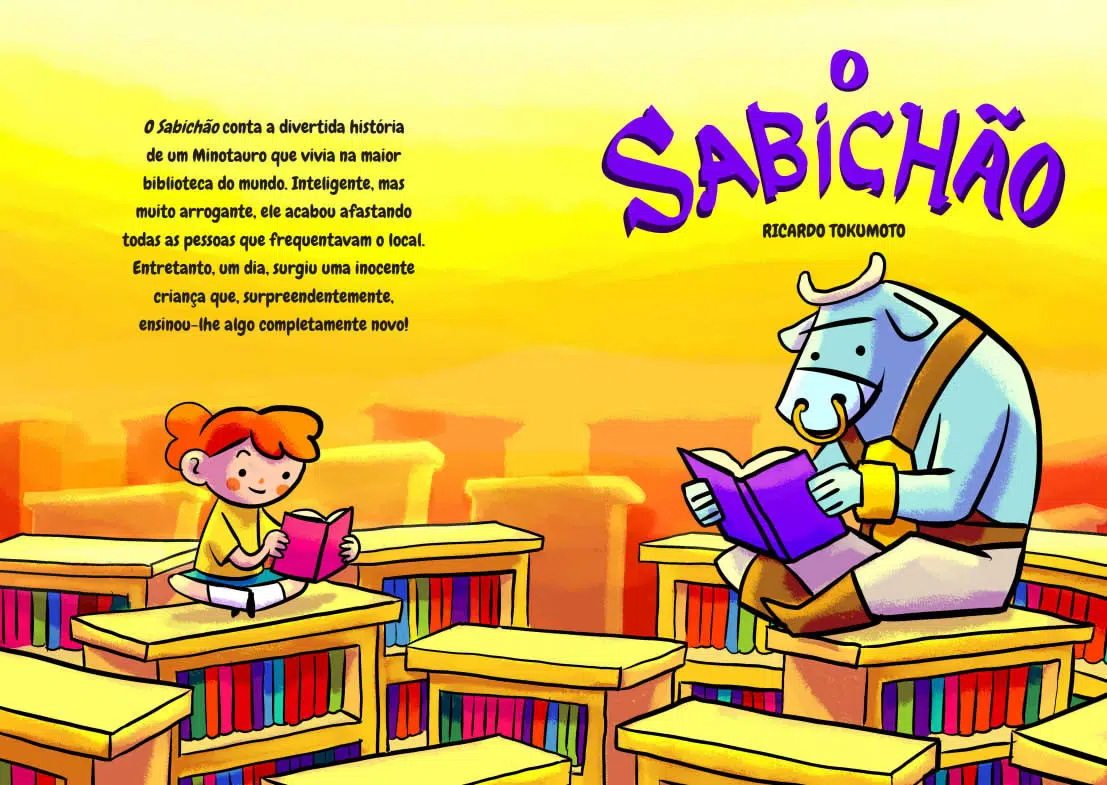 O Sabichão conta a divertida história
de um Minotauro que vivia na maior
biblioteca do mundo. Inteligente, mas
muito arrogante, ele acabou afastando
todas as pessoas que frequentavam o local.
Entretanto, um dia, surgiu uma inocente
criança que, surpreendentemente,
ensinou-lhe algo completamente novo!
O
SABiCHÃO
RICARDO TOKUMOTO